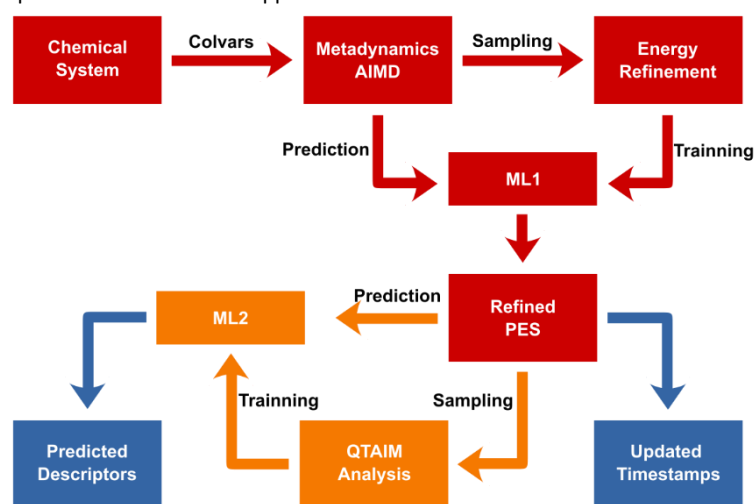 Chemical
System
Colvars
Metadynamics
AIMD
Sampling
Energy
Refinement
Prediction
Trainning
ML1
Prediction
ML2
Refined
PES
Trainning
Sampling
Predicted
Descriptors
QTAIM
Analysis
Updated
Timestamps